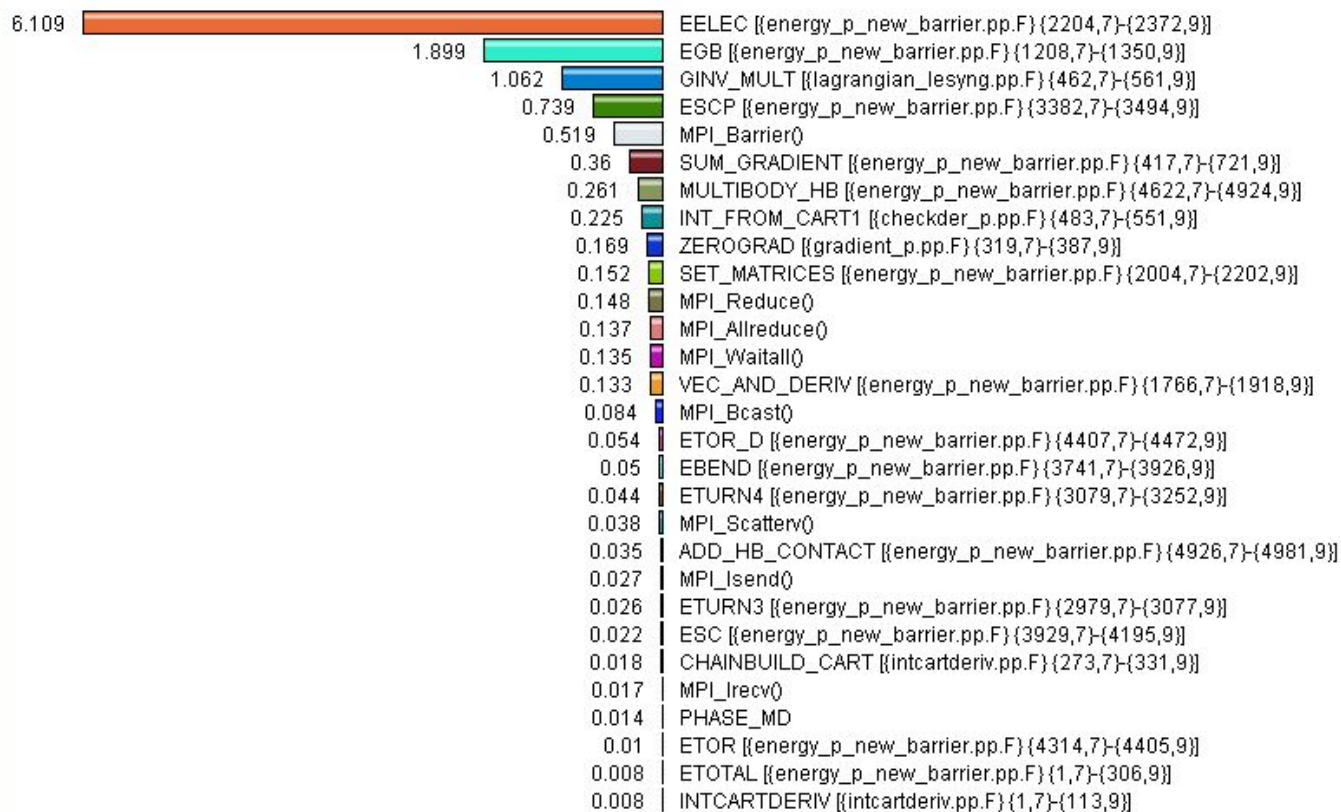 6.109 EELEC [{energy_p_new_barrier.pp.F} {2204,7}-{2372,9}]
1.899 EGB [{energy_p_new_barrier.pp.F} {1208,7}-{1350,9}]
1.062 GINV_MULT [{lagrangian_lesyng.pp.F} {462,7}-{561,9}]
0.739 ESCP [{energy_p_new_barrier.pp.F} {3382,7}-{3494,9}]
0.519 MPI_Barrier()
0.36 SUM_GRADIENT [{energy_p_new_barrier.pp.F} {417,7}-{721,9}]
0.261 MULTIBODY_HB [{energy_p_new_barrier.pp.F} {4622,7}-{4924,9}]
0.225 INT_FROM_CART1 [{checkder_p.pp.F} {483,7}-{551,9}]
0.169 ZEROGRAD [{gradient_p.pp.F} {319,7}-{387,9}]
0.152 SET_MATRICES [{energy_p_new_barrier.pp.F} {2004,7}-{2202,9}]
0.148 MPI_Reduce()
0.137 MPI_Allreduce()
0.135 MPI_Waitall()
0.133 VEC_AND_DERIV [{energy_p_new_barrier.pp.F} {1766,7}-{1918,9}]
0.084 MPI_Bcast()
0.054 ETOR_D [{energy_p_new_barrier.pp.F} {4407,7}-{4472,9}]
0.05 EBEND [{energy_p_new_barrier.pp.F} {3741,7}-{3926,9}]
0.044 ETURN4 [{energy_p_new_barrier.pp.F} {3079,7}-{3252,9}]
0.038 MPI_Scatterv()
0.035 ADD_HB_CONTACT [{energy_p_new_barrier.pp.F} {4926,7}-{4981,9}]
0.027 MPI_Isend()
0.026 ETURN3 [{energy_p_new_barrier.pp.F} {2979,7}-{3077,9}]
0.022 ESC [{energy_p_new_barrier.pp.F} {3929,7}-{4195,9}]
0.018 CHAINBUILD_CART [{intcartderiv.pp.F} {273,7}-{331,9}]
0.017 MPI_Irecv()
0.014 PHASE_MD
0.01 ETOR [{energy_p_new_barrier.pp.F} {4314,7}-{4405,9}]
0.008 ETOTAL [{energy_p_new_barrier.pp.F} {1,7}-{306,9}]
0.008 INTCARTDERIV [{intcartderiv.pp.F} {1,7}-{113,9}]